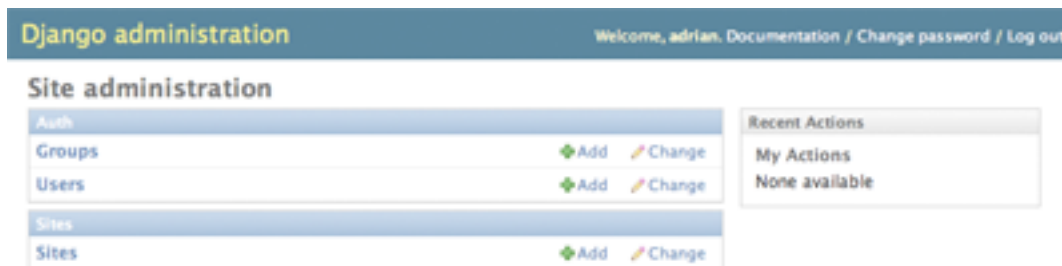 Django administration
Welcome, adrian. Documentation / Change password / Log out
Site administration
Auth
Groups Add Change
Users Add Change
Sites
Sites Add Change
Recent Actions
My Actions
None available